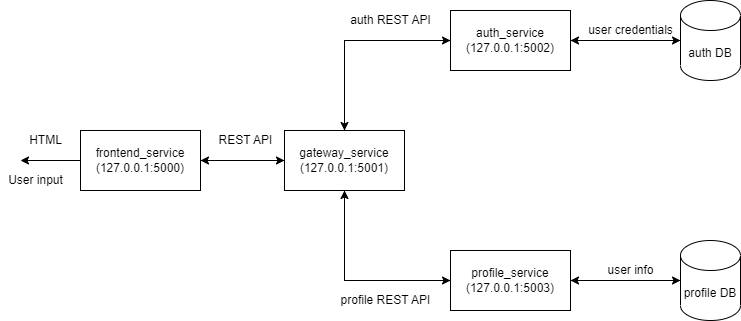 auth REST API
auth_service
(127.0.0.1:5002)
user credentials
auth DB
HTML
User input
frontend_service
(127.0.0.1:5000)
REST API
gateway_service
(127.0.0.1:5001)
profile REST API
profile_service
(127.0.0.1:5003)
user info
profile DB